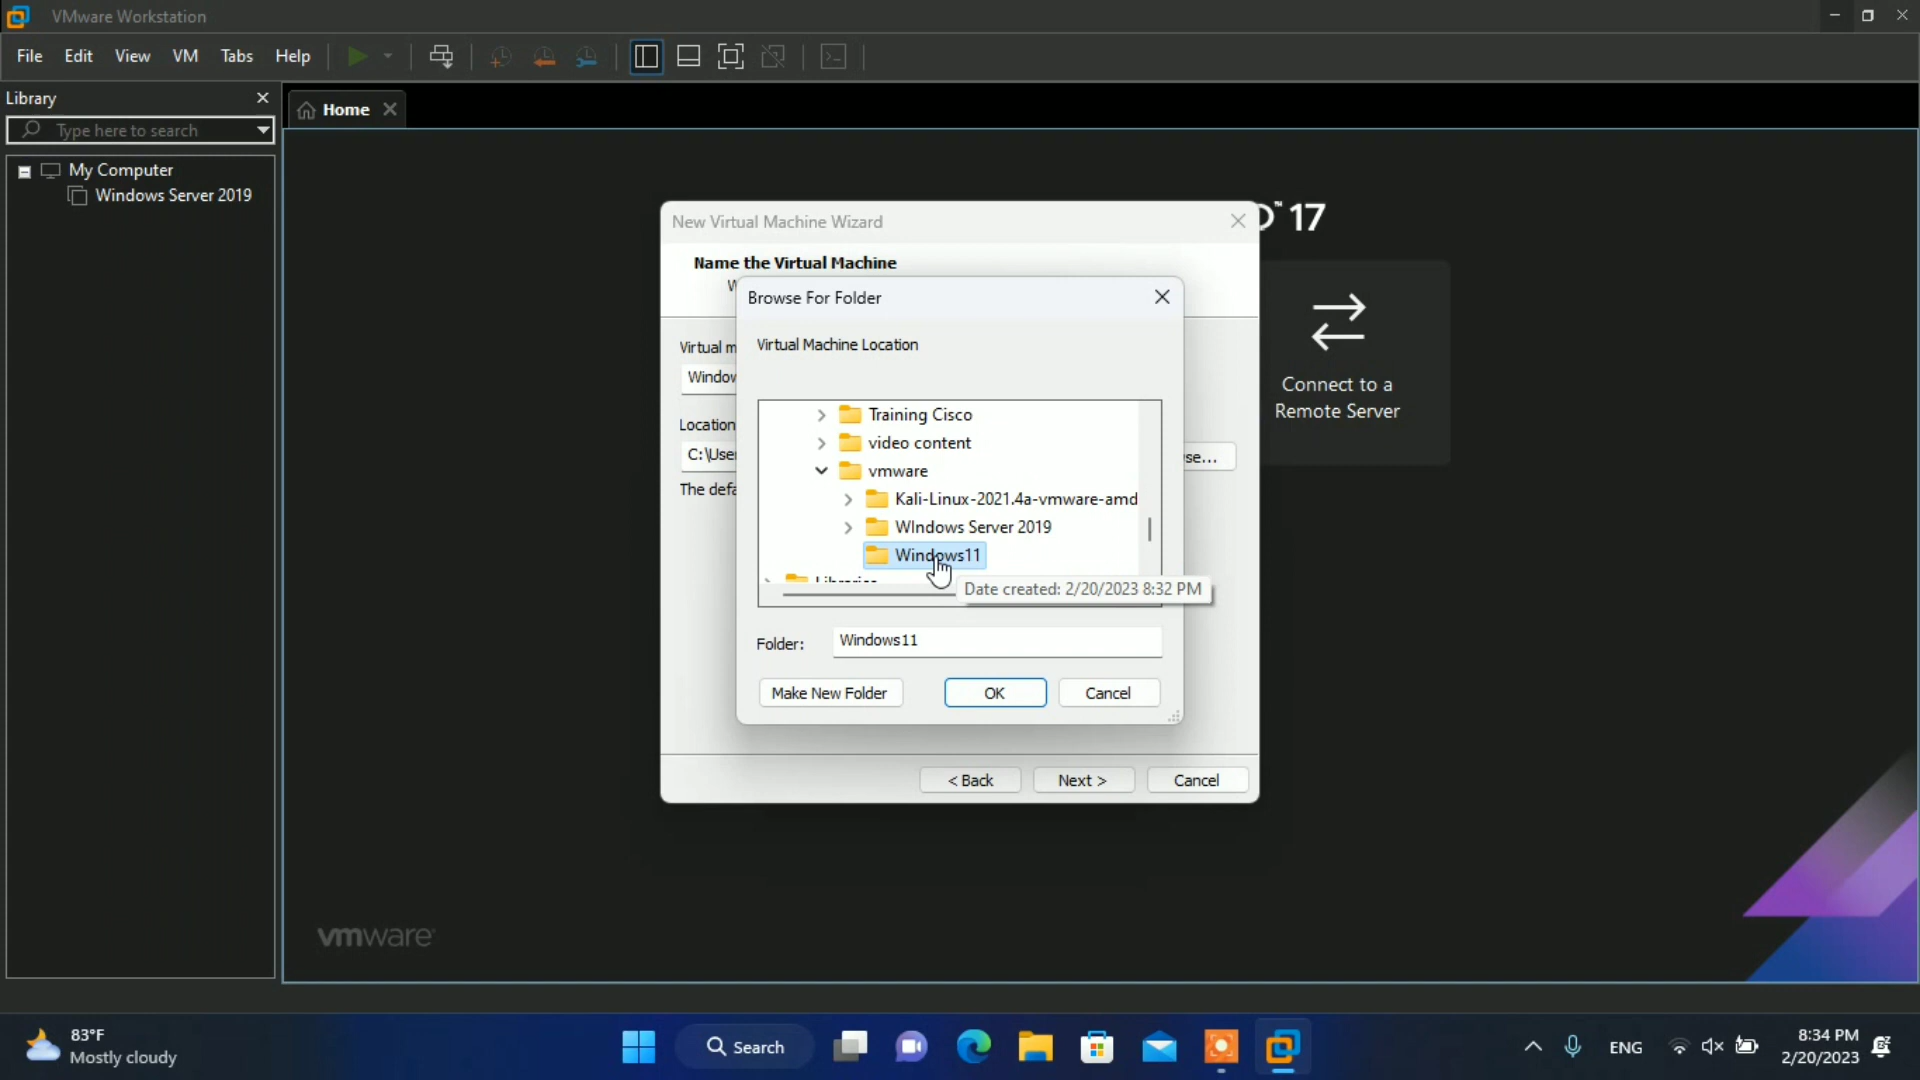 VMware Workstation
File Edit View VM Tabs Help
Library
Type here to search
My Computer
Windows Server 2019
Home
™ 17
Connect to a
Remote Server
New Virtual Machine Wizard
Name the Virtual Machine
Virtual m
Window
Location
C:\User
The defa
se...
Browse For Folder
Virtual Machine Location
Training Cisco
video content
vmware
Kali-Linux-2021.4a-vmware-amd
WIndows Server 2019
Windows11
Libraries
Date created: 2/20/2023 8:32 PM
Folder: Windows11
Make New Folder OK Cancel
< Back Next > Cancel
vmware
83°F
Mostly cloudy
Search
ENG
8:34 PM
2/20/2023